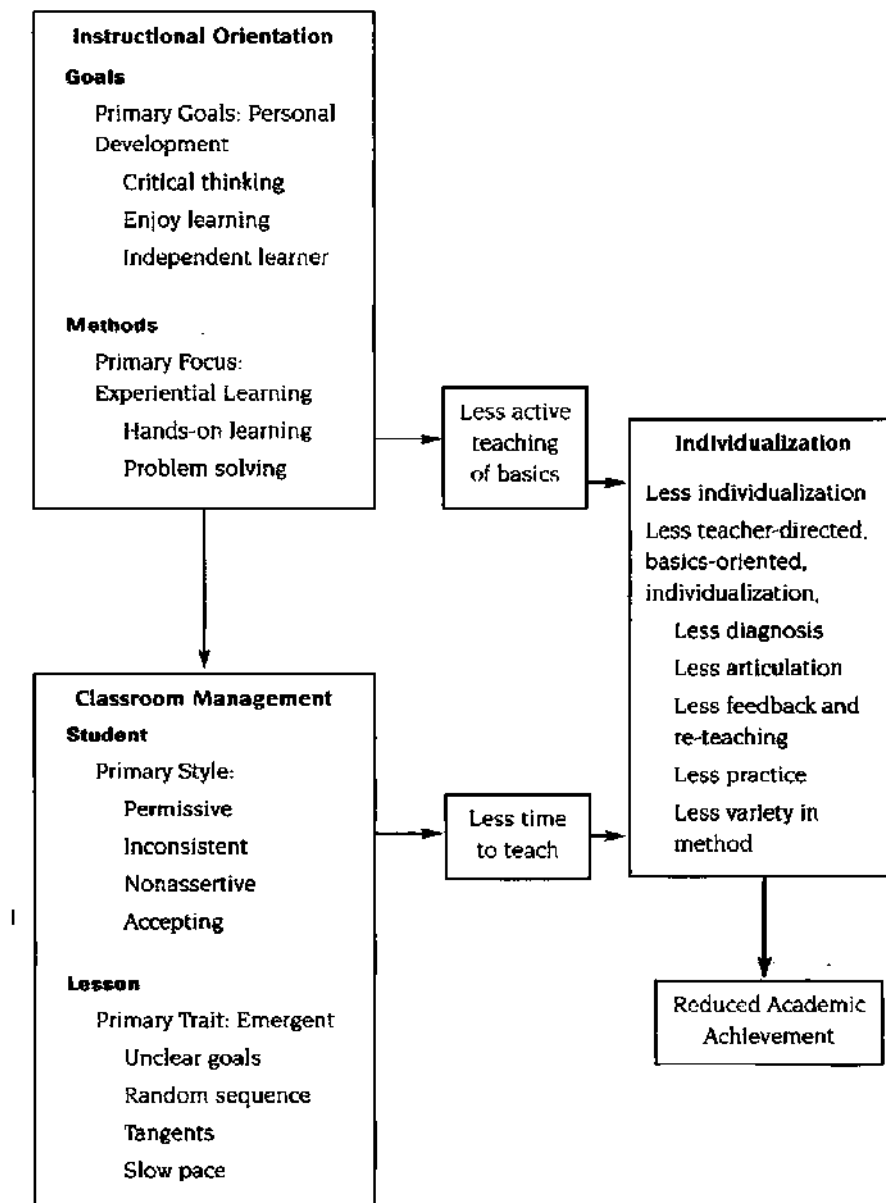 Instructional Orientation
Goals
Primary Goals: Personal
Development
Critical thinking
Enjoy learning
Independent learner
Methods
Primary Focus:
Experiential Learning
Hands-on learning
Problem solving
Less active
teaching
of basics
Classroom Management
Student
Primary Style:
Permissive
Inconsistent
Nonassertive
Accepting
Lesson
Primary Trait: Emergent
Unclear goals
Random sequence
Tangents
Slow pace
Less time
to teach
Individualization
Less individualization
Less teacher-directed,
basics-oriented,
individualization,
Less diagnosis
Less articulation
Less feedback and
re-teaching
Less practice
Less variety in
method
Reduced Academic
Achievement